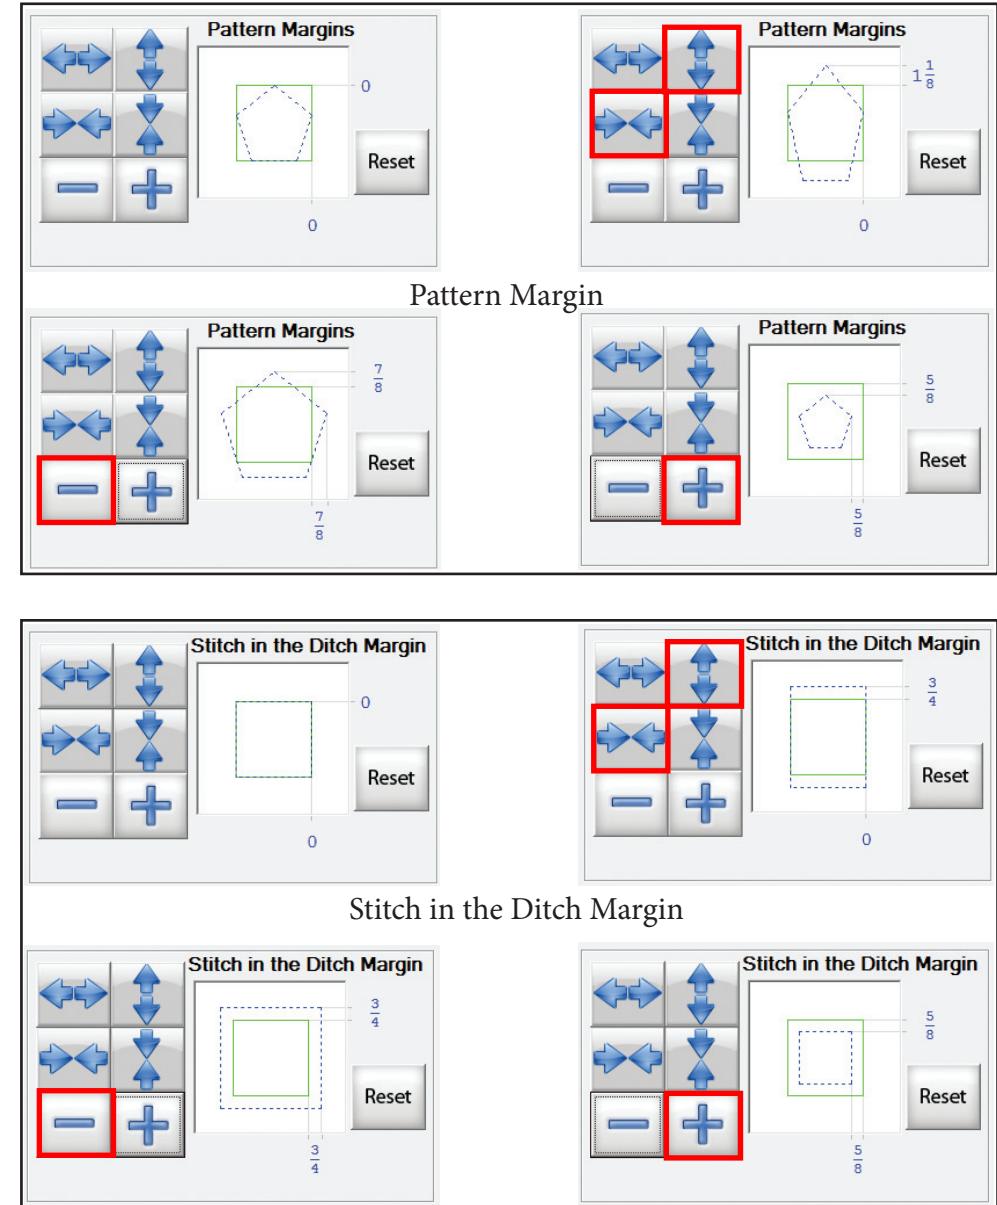 Pattern Margins
0
Reset
0
Pattern Margins
1 1/8
Reset
0
Pattern Margin
Pattern Margins
7/8
Reset
7/8
Pattern Margins
5/8
Reset
5/8
Stitch in the Ditch Margin
0
Reset
0
Stitch in the Ditch Margin
3/4
Reset
0
Stitch in the Ditch Margin
Stitch in the Ditch Margin
3/4
Reset
3/4
Stitch in the Ditch Margin
5/8
Reset
5/8